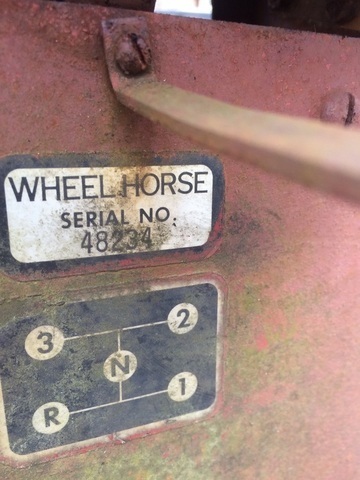 WHEEL HORSE
SERIAL NO.
48234
3 2
N
R 1